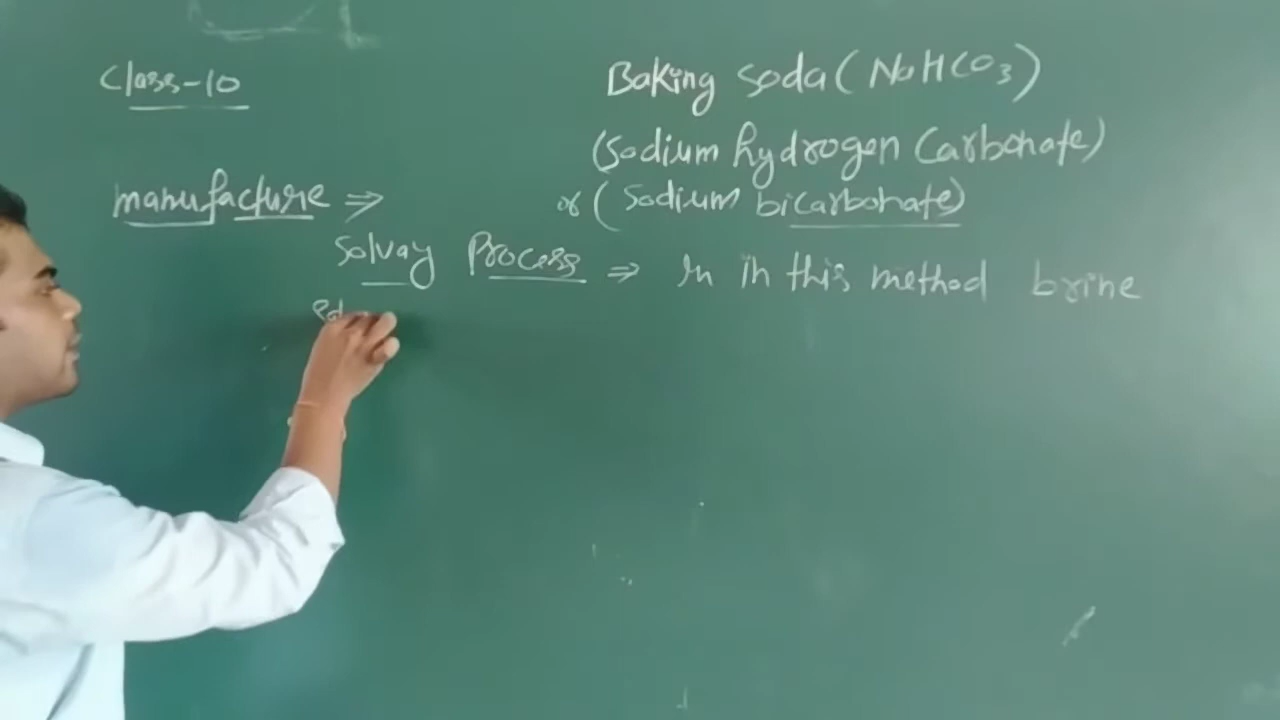 Class-10
Baking soda (NaHCO3)
(Sodium hydrogen Carbonate)
manufacture ⇒
or (Sodium bicarbonate)
Solvay Process ⇒ In in this method brine